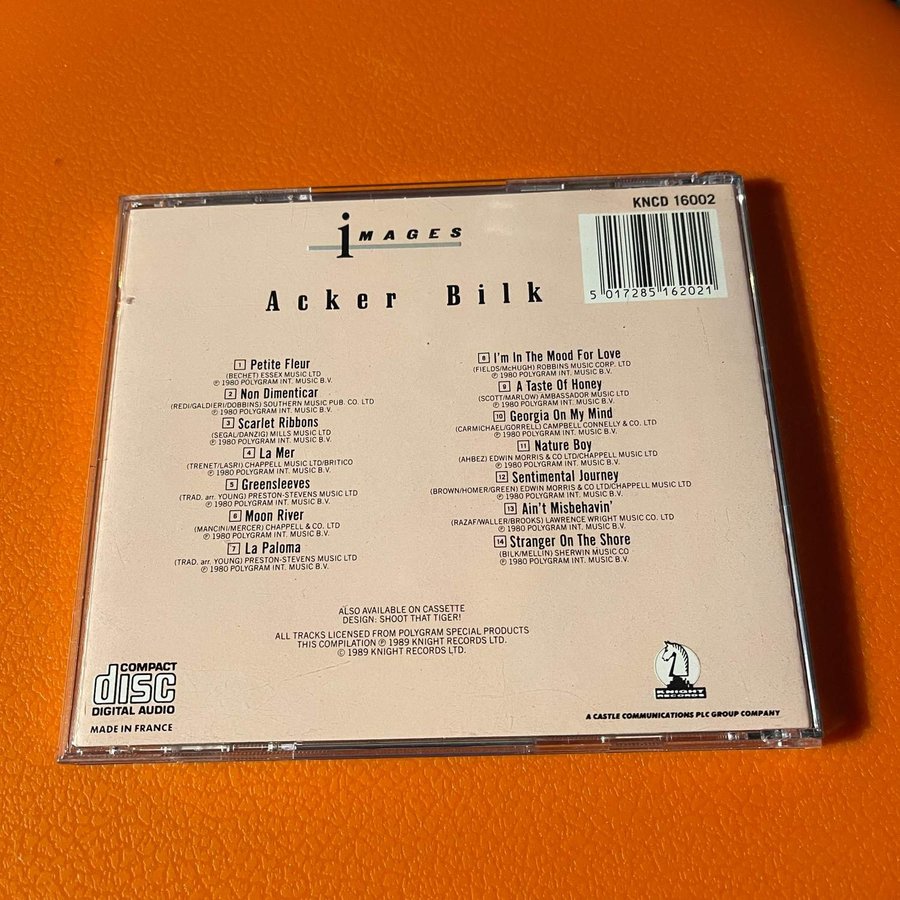 iMAGES
KNCD 16002
5 017285 162021
Acker Bilk
1 Petite Fleur
(BECHET) ESSEX MUSIC LTD
℗ 1980 POLYGRAM INT. MUSIC B.V.
2 Non Dimenticar
(REDI/GALDIERI/DOBBINS) SOUTHERN MUSIC PUB. CO. LTD
℗ 1980 POLYGRAM INT. MUSIC B.V.
3 Scarlet Ribbons
(SEGAL/DANZIG) MILLS MUSIC LTD
℗ 1980 POLYGRAM INT. MUSIC B.V.
4 La Mer
(TRENET/LASRI) CHAPPELL MUSIC LTD/BRITICO
℗ 1980 POLYGRAM INT. MUSIC B.V.
5 Greensleeves
(TRAD. arr. YOUNG) PRESTON-STEVENS MUSIC LTD
℗ 1980 POLYGRAM INT. MUSIC B.V.
6 Moon River
(MANCINI/MERCER) CHAPPELL & CO. LTD
℗ 1980 POLYGRAM INT. MUSIC B.V.
7 La Paloma
(TRAD. arr. YOUNG) PRESTON-STEVENS MUSIC LTD
℗ 1980 POLYGRAM INT. MUSIC B.V.
8 I'm In The Mood For Love
(FIELDS/McHUGH) ROBBINS MUSIC CORP. LTD
℗ 1980 POLYGRAM INT. MUSIC B.V.
9 A Taste Of Honey
(SCOTT/MARLOW) AMBASSADOR MUSIC LTD
℗ 1980 POLYGRAM INT. MUSIC B.V.
10 Georgia On My Mind
(CARMICHAEL/GORRELL) CAMPBELL CONNELLY & CO. LTD
℗ 1980 POLYGRAM INT. MUSIC B.V.
11 Nature Boy
(AHBEZ) EDWIN MORRIS & CO LTD/CHAPPELL MUSIC LTD
℗ 1980 POLYGRAM INT. MUSIC B.V.
12 Sentimental Journey
(BROWN/HOMER/GREEN) EDWIN MORRIS & CO LTD/CHAPPELL MUSIC LTD
℗ 1980 POLYGRAM INT. MUSIC B.V.
13 Ain't Misbehavin'
(RAZAF/WALLER/BROOKS) LAWRENCE WRIGHT MUSIC CO. LTD
℗ 1980 POLYGRAM INT. MUSIC B.V.
14 Stranger On The Shore
(BILK/MELLIN) SHERWIN MUSIC CO
℗ 1980 POLYGRAM INT. MUSIC B.V.
ALSO AVAILABLE ON CASSETTE
DESIGN: SHOOT THAT TIGER!
ALL TRACKS LICENSED FROM POLYGRAM SPECIAL PRODUCTS
THIS COMPILATION ℗ 1989 KNIGHT RECORDS LTD.
© 1989 KNIGHT RECORDS LTD.
COMPACT
disc
DIGITAL AUDIO
MADE IN FRANCE
KNIGHT
RECORDS
A CASTLE COMMUNICATIONS PLC GROUP COMPANY